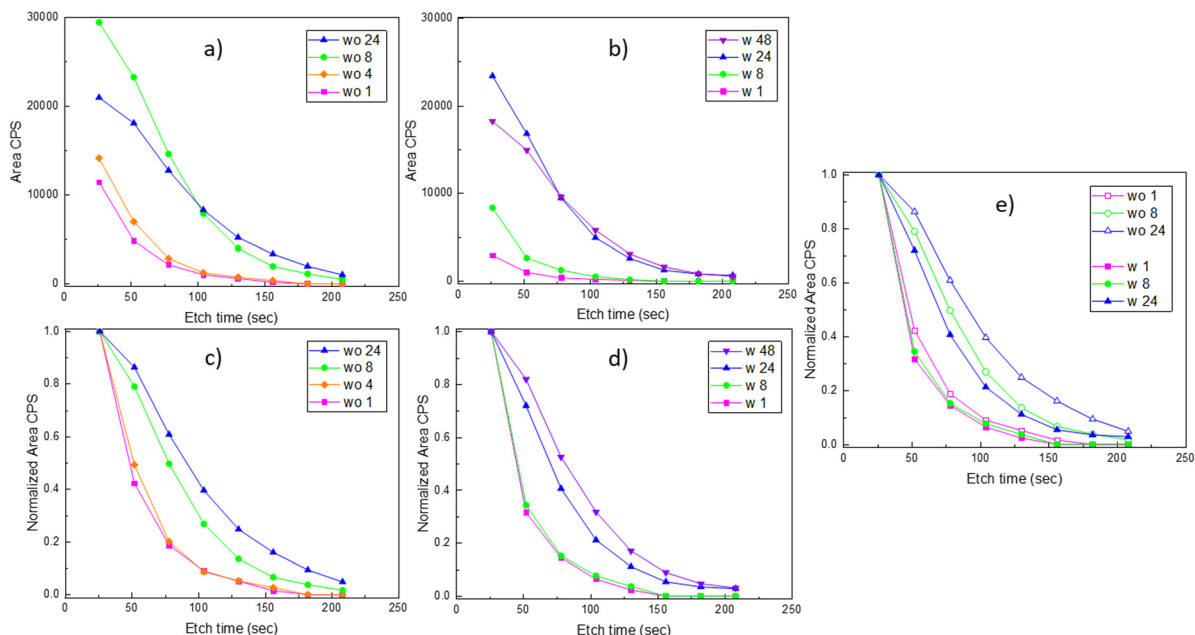 a)
wo 24
wo 8
wo 4
wo 1
30000
20000
10000
0
Area CPS
0 50 100 150 200 250
Etch time (sec)
b)
w 48
w 24
w 8
w 1
30000
20000
10000
0
Area CPS
0 50 100 150 200 250
Etch time (sec)
c)
wo 24
wo 8
wo 4
wo 1
1.0
0.8
0.6
0.4
0.2
0.0
Normalized Area CPS
0 50 100 150 200 250
Etch time (sec)
d)
w 48
w 24
w 8
w 1
1.0
0.8
0.6
0.4
0.2
0.0
Normalized Area CPS
0 50 100 150 200 250
Etch time (sec)
e)
wo 1
wo 8
wo 24
w 1
w 8
w 24
1.0
0.8
0.6
0.4
0.2
0.0
Normalized Area CPS
0 50 100 150 200 250
Etch time (sec)